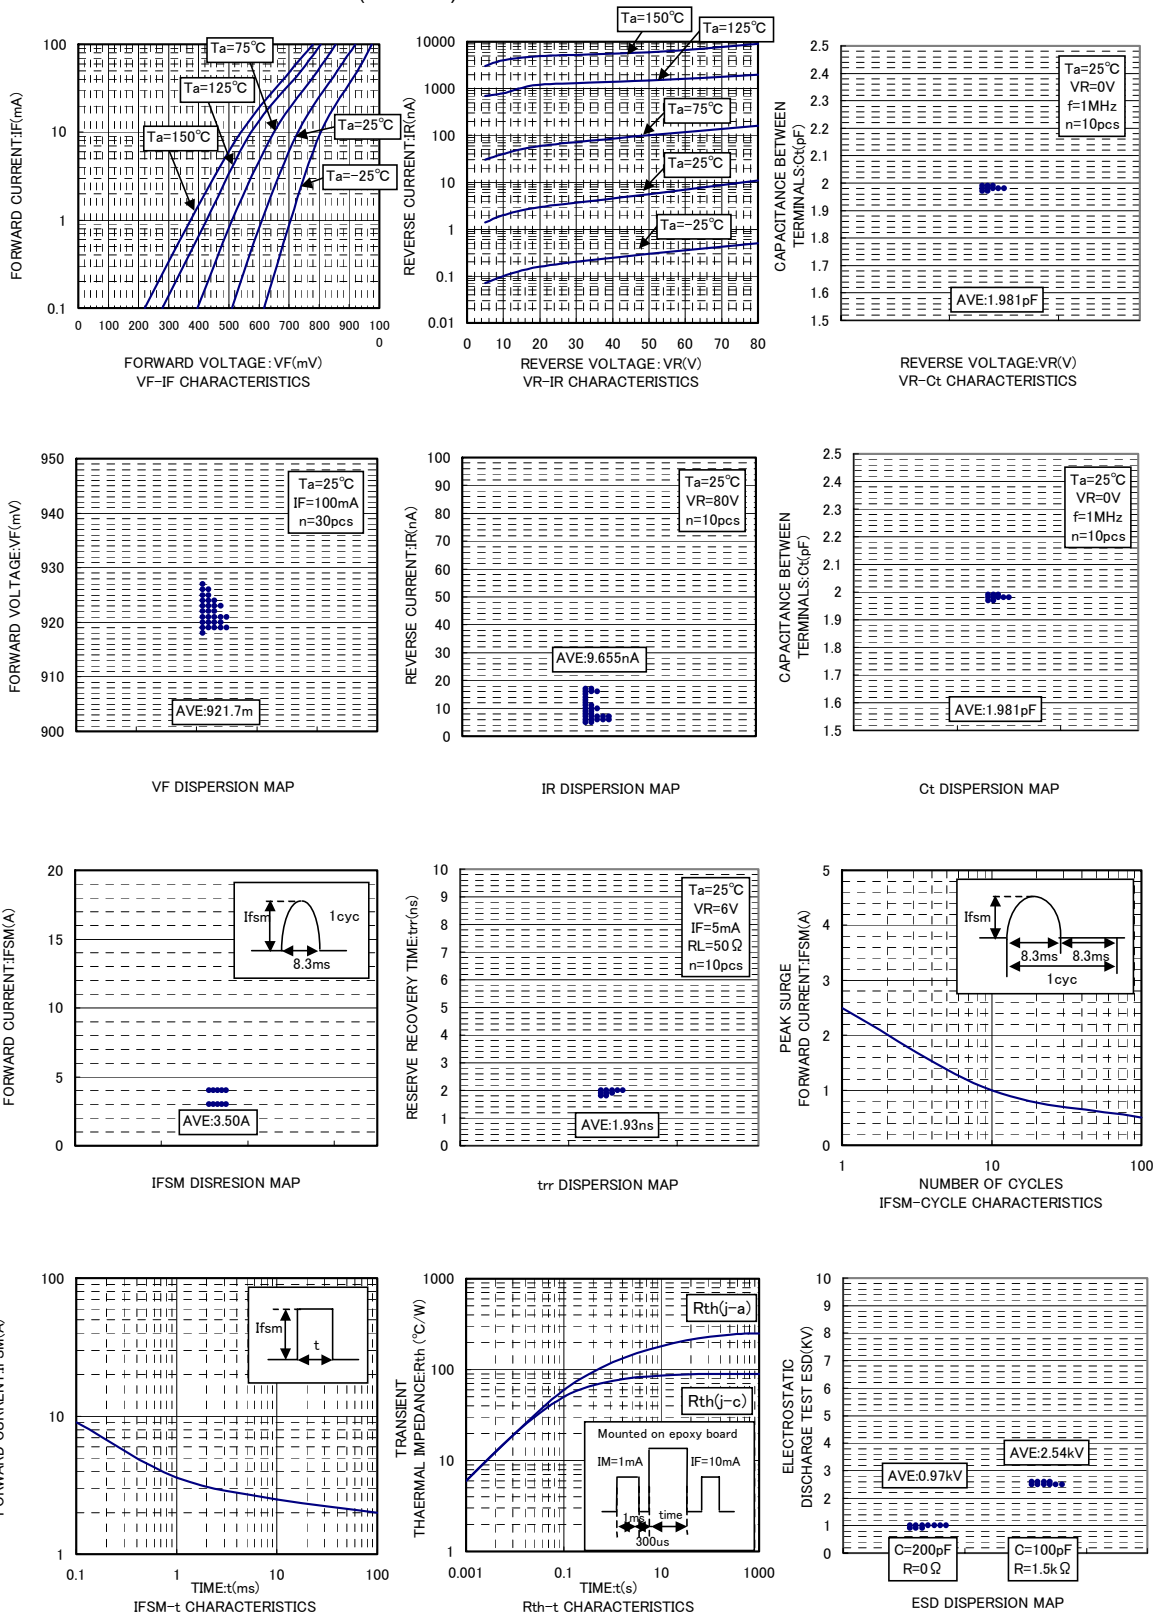 Ta=75℃
Ta=125℃
Ta=150℃
Ta=25℃
Ta=-25℃
100
10
1
0.1
0 100 200 300 400 500 600 700 800 900 100
0
FORWARD CURRENT:IF(mA)
FORWARD VOLTAGE:VF(mV)
VF-IF CHARACTERISTICS
Ta=150℃
Ta=125℃
Ta=75℃
Ta=25℃
Ta=-25℃
10000
1000
100
10
1
0.1
0.01
0 10 20 30 40 50 60 70 80
REVERSE CURRENT:IR(nA)
REVERSE VOLTAGE:VR(V)
VR-IR CHARACTERISTICS
2.5
2.4
2.3
2.2
2.1
2
1.9
1.8
1.7
1.6
1.5
CAPACITANCE BETWEEN
TERMINALS:Ct(pF)
Ta=25℃
VR=0V
f=1MHz
n=10pcs
AVE:1.981pF
REVERSE VOLTAGE:VR(V)
VR-Ct CHARACTERISTICS
950
940
930
920
910
900
FORWARD VOLTAGE:VF(mV)
Ta=25℃
IF=100mA
n=30pcs
AVE:921.7m
VF DISPERSION MAP
100
90
80
70
60
50
40
30
20
10
0
REVERSE CURRENT:IR(nA)
Ta=25℃
VR=80V
n=10pcs
AVE:9.655nA
IR DISPERSION MAP
2.5
2.4
2.3
2.2
2.1
2
1.9
1.8
1.7
1.6
1.5
CAPACITANCE BETWEEN
TERMINALS:Ct(pF)
Ta=25℃
VR=0V
f=1MHz
n=10pcs
AVE:1.981pF
Ct DISPERSION MAP
20
15
10
5
0
FORWARD CURRENT:IFSM(A)
Ifsm
1cyc
8.3ms
AVE:3.50A
IFSM DISRESION MAP
10
9
8
7
6
5
4
3
2
1
0
RESERVE RECOVERY TIME:trr(ns)
Ta=25℃
VR=6V
IF=5mA
RL=50Ω
n=10pcs
AVE:1.93ns
trr DISPERSION MAP
5
4
3
2
1
0
1 10 100
PEAK SURGE
FORWARD CURRENT:IFSM(A)
Ifsm
8.3ms 8.3ms
1cyc
NUMBER OF CYCLES
IFSM-CYCLE CHARACTERISTICS
100
10
1
0.1 1 10 100
Ifsm
t
TIME:t(ms)
IFSM-t CHARACTERISTICS
1000
100
10
1
0.001 0.1 10 1000
TRANSIENT
THAERMAL IMPEDANCE:Rth (℃/W)
Rth(j-a)
Rth(j-c)
Mounted on epoxy board
IM=1mA IF=10mA
1ms time
300us
TIME:t(s)
Rth-t CHARACTERISTICS
10
9
8
7
6
5
4
3
2
1
0
ELECTROSTATIC
DISCHARGE TEST ESD(KV)
AVE:2.54kV
AVE:0.97kV
C=200pF
R=0Ω
C=100pF
R=1.5kΩ
ESD DISPERSION MAP